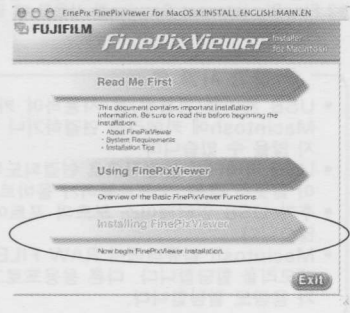 FinePix:FinePixViewer for MacOS X:INSTALL:ENGLISH:MAIN.EN
FUJIFILM
FinePixViewer
Installer
for Macintosh
Read Me First
This document contains important installation
information. Be sure to read this before beginning the
installation.
- About FinePixViewer
- System Requirements
- Installation Tips
Using FinePixViewer
Overview of the Basic FinePixViewer Functions.
Installing FinePixViewer
Now begin FinePixViewer installation.
Exit